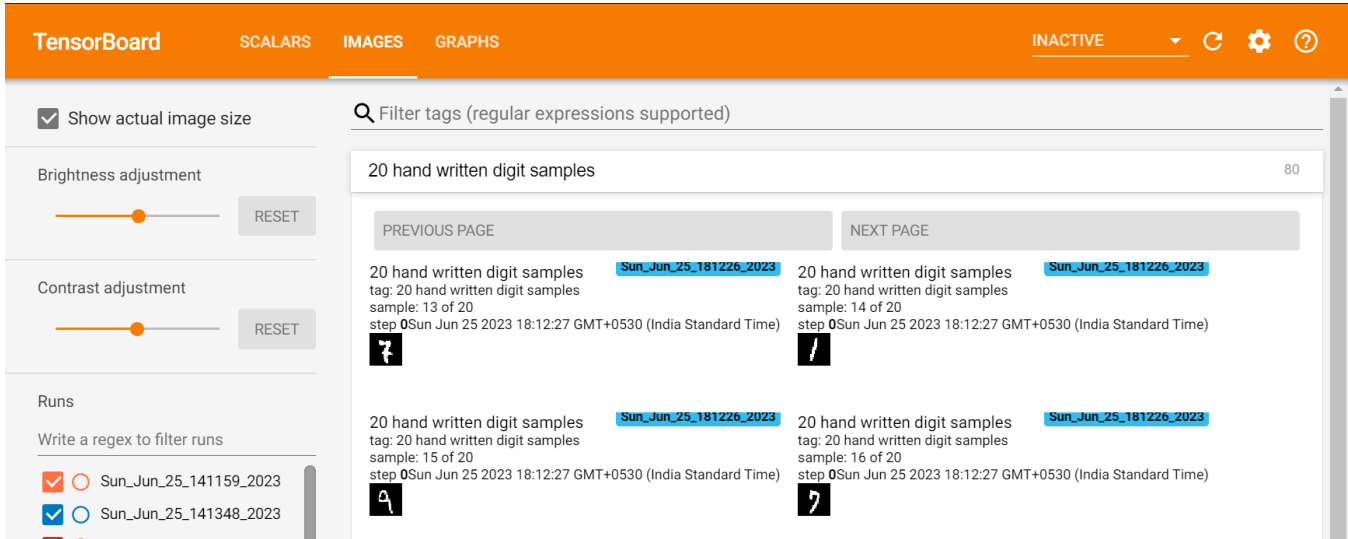 TensorBoard SCALARS IMAGES GRAPHS INACTIVE
Show actual image size
Filter tags (regular expressions supported)
Brightness adjustment
RESET
Contrast adjustment
RESET
Runs
Write a regex to filter runs
Sun_Jun_25_141159_2023
Sun_Jun_25_141348_2023
20 hand written digit samples 80
PREVIOUS PAGE NEXT PAGE
20 hand written digit samples Sun_Jun_25_181226_2023
tag: 20 hand written digit samples
sample: 13 of 20
step 0Sun Jun 25 2023 18:12:27 GMT+0530 (India Standard Time)
7
20 hand written digit samples Sun_Jun_25_181226_2023
tag: 20 hand written digit samples
sample: 14 of 20
step 0Sun Jun 25 2023 18:12:27 GMT+0530 (India Standard Time)
1
20 hand written digit samples Sun_Jun_25_181226_2023
tag: 20 hand written digit samples
sample: 15 of 20
step 0Sun Jun 25 2023 18:12:27 GMT+0530 (India Standard Time)
9
20 hand written digit samples Sun_Jun_25_181226_2023
tag: 20 hand written digit samples
sample: 16 of 20
step 0Sun Jun 25 2023 18:12:27 GMT+0530 (India Standard Time)
7